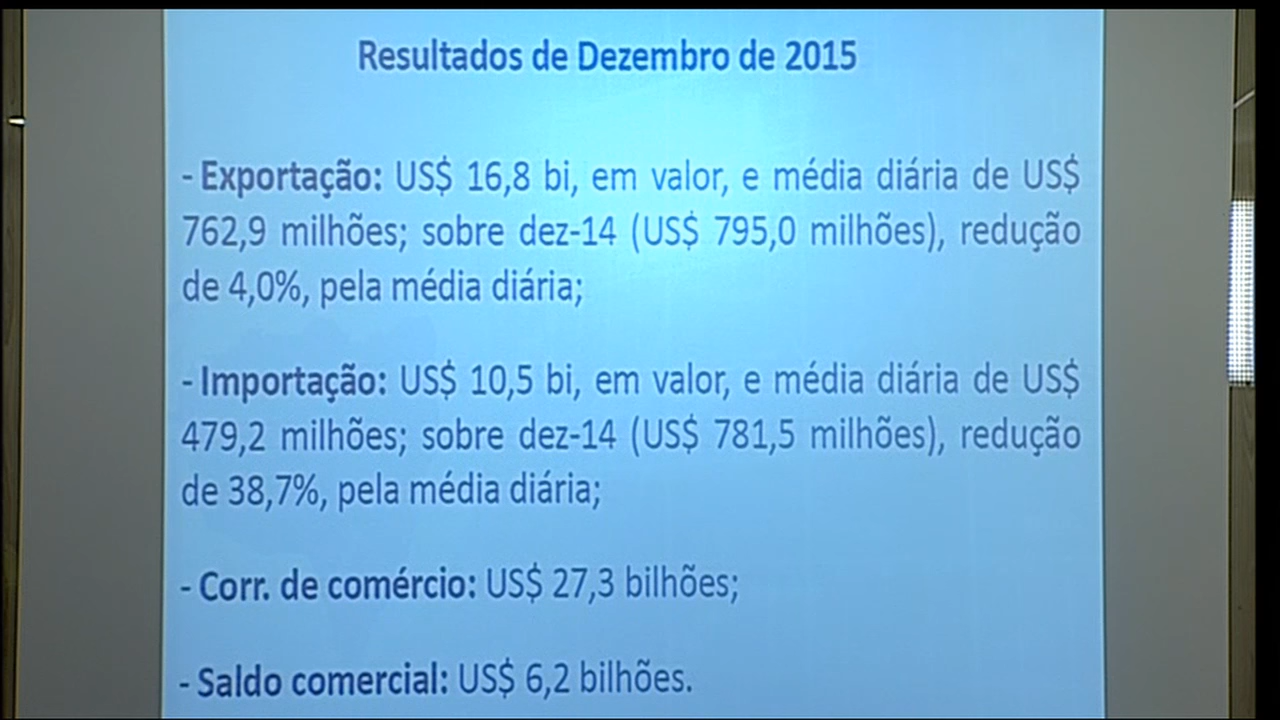 Resultados de Dezembro de 2015
- Exportação: US$ 16,8 bi, em valor, e média diária de US$
762,9 milhões; sobre dez-14 (US$ 795,0 milhões), redução
de 4,0%, pela média diária;
- Importação: US$ 10,5 bi, em valor, e média diária de US$
479,2 milhões; sobre dez-14 (US$ 781,5 milhões), redução
de 38,7%, pela média diária;
- Corr. de comércio: US$ 27,3 bilhões;
- Saldo comercial: US$ 6,2 bilhões.